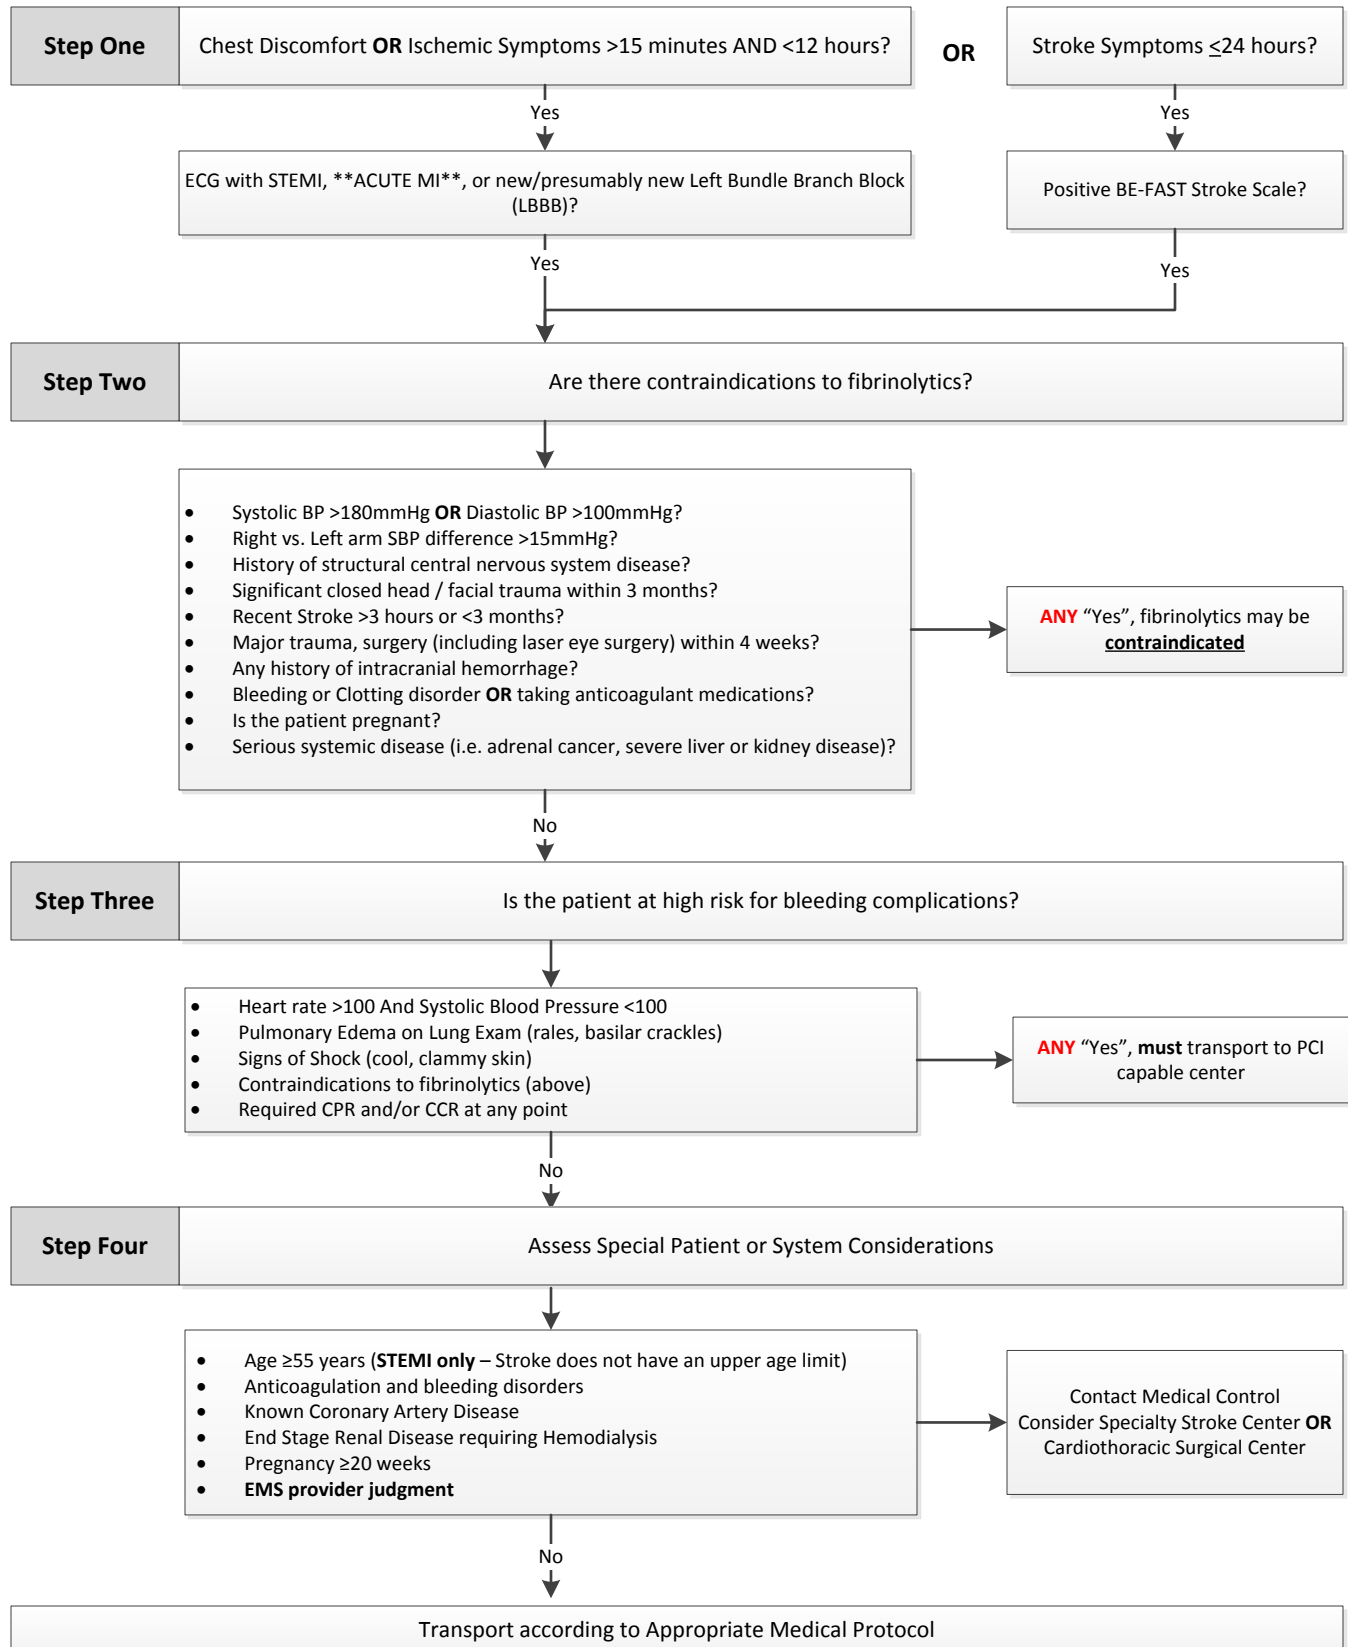 Step One
Chest Discomfort OR Ischemic Symptoms >15 minutes AND <12 hours?
OR
Stroke Symptoms ≤24 hours?
Yes
Yes
ECG with STEMI, **ACUTE MI**, or new/presumably new Left Bundle Branch Block
(LBBB)?
Positive BE-FAST Stroke Scale?
Yes
Yes
Step Two
Are there contraindications to fibrinolytics?
• Systolic BP >180mmHg OR Diastolic BP >100mmHg?
• Right vs. Left arm SBP difference >15mmHg?
• History of structural central nervous system disease?
• Significant closed head / facial trauma within 3 months?
• Recent Stroke >3 hours or <3 months?
• Major trauma, surgery (including laser eye surgery) within 4 weeks?
• Any history of intracranial hemorrhage?
• Bleeding or Clotting disorder OR taking anticoagulant medications?
• Is the patient pregnant?
• Serious systemic disease (i.e. adrenal cancer, severe liver or kidney disease)?
ANY “Yes”, fibrinolytics may be
contraindicated
No
Step Three
Is the patient at high risk for bleeding complications?
• Heart rate >100 And Systolic Blood Pressure <100
• Pulmonary Edema on Lung Exam (rales, basilar crackles)
• Signs of Shock (cool, clammy skin)
• Contraindications to fibrinolytics (above)
• Required CPR and/or CCR at any point
ANY “Yes”, must transport to PCI
capable center
No
Step Four
Assess Special Patient or System Considerations
• Age ≥55 years (STEMI only – Stroke does not have an upper age limit)
• Anticoagulation and bleeding disorders
• Known Coronary Artery Disease
• End Stage Renal Disease requiring Hemodialysis
• Pregnancy ≥20 weeks
• EMS provider judgment
Contact Medical Control
Consider Specialty Stroke Center OR
Cardiothoracic Surgical Center
No
Transport according to Appropriate Medical Protocol